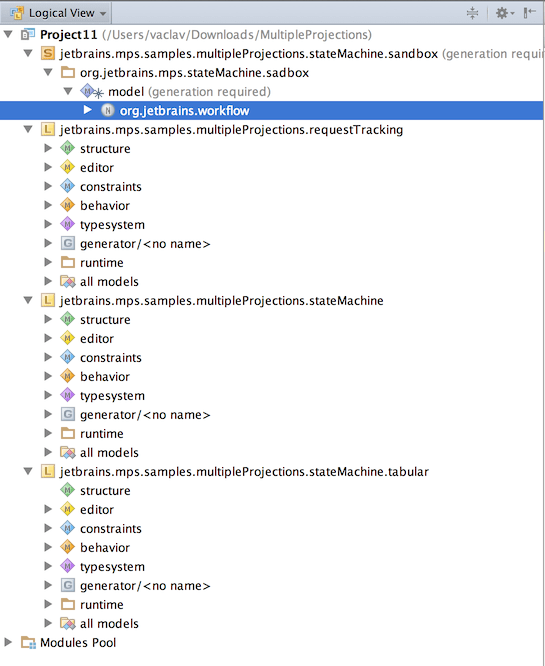 Logical View
Project11 (/Users/vaclav/Downloads/MultipleProjections)
S jetbrains.mps.samples.multipleProjections.stateMachine.sandbox (generation requi
org.jetbrains.mps.stateMachine.sadbox
M model (generation required)
N org.jetbrains.workflow
L jetbrains.mps.samples.multipleProjections.requestTracking
M structure
M editor
M constraints
M behavior
M typesystem
G generator/<no name>
runtime
all models
L jetbrains.mps.samples.multipleProjections.stateMachine
M structure
M editor
M constraints
M behavior
M typesystem
G generator/<no name>
runtime
all models
L jetbrains.mps.samples.multipleProjections.stateMachine.tabular
M structure
M editor
M constraints
M behavior
M typesystem
G generator/<no name>
runtime
all models
Modules Pool